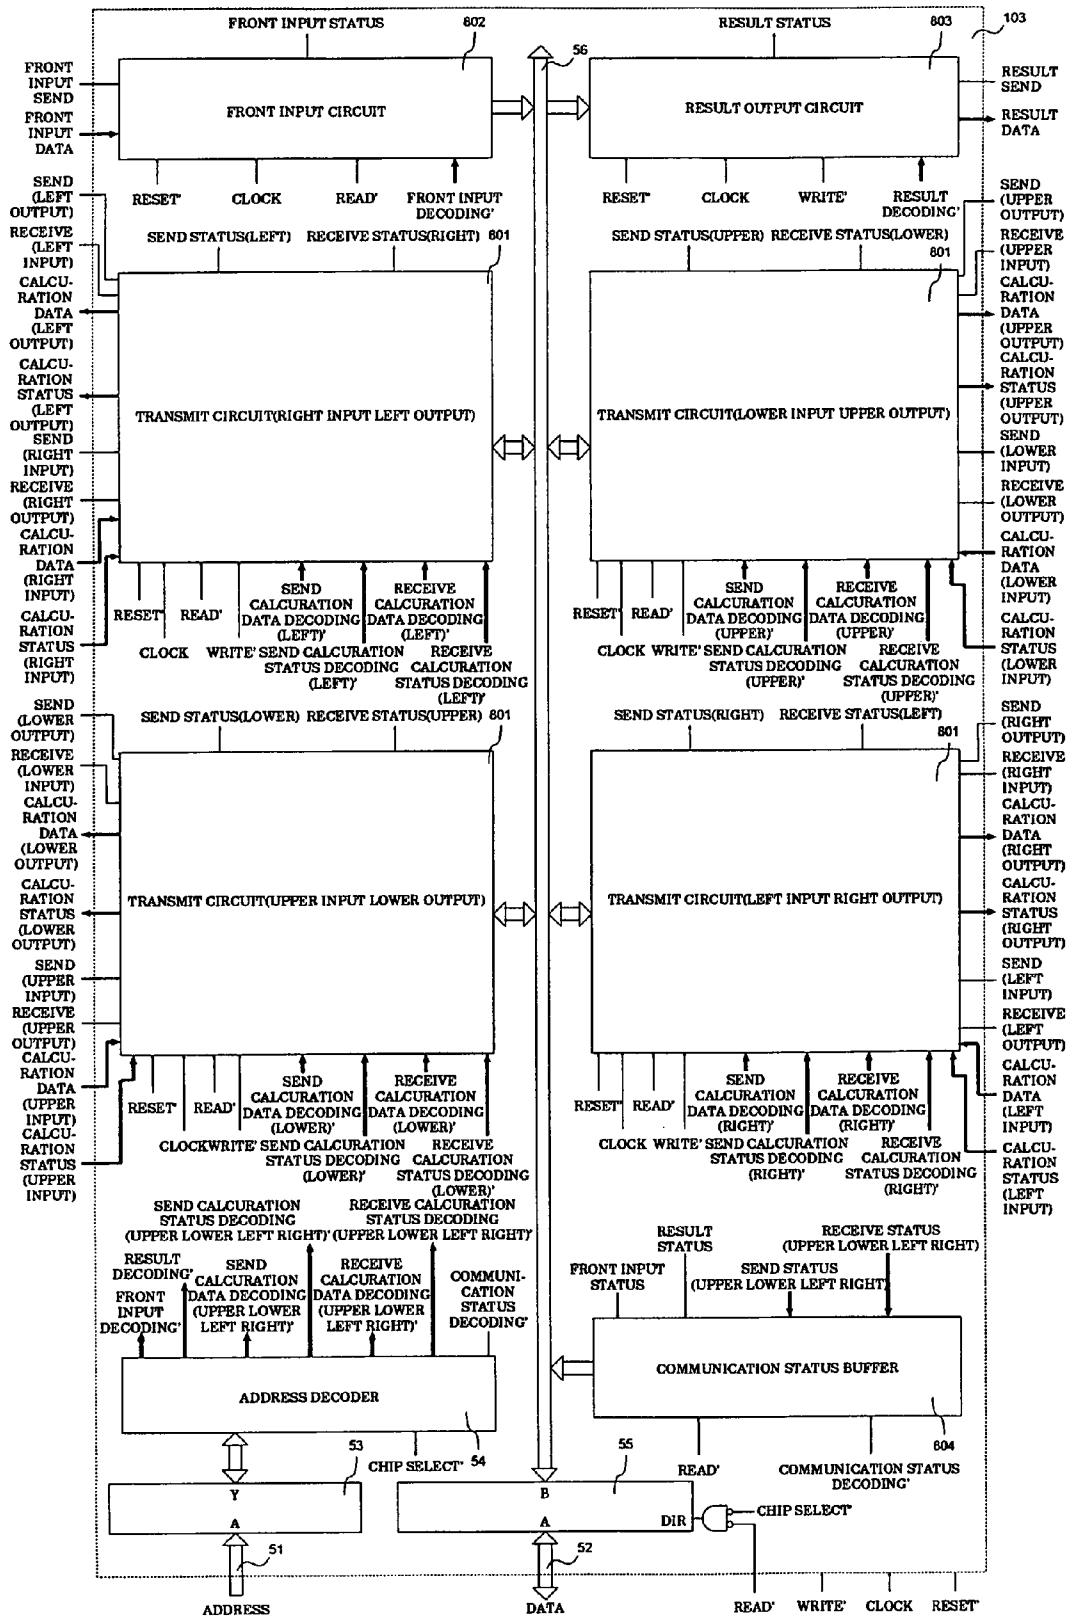 FRONT INPUT STATUS
802
FRONT
INPUT
SEND
FRONT
INPUT
DATA
FRONT INPUT CIRCUIT
RESET'
CLOCK
READ'
FRONT INPUT
DECODING'
56
RESULT STATUS
803
103
RESULT
SEND
RESULT
DATA
RESULT OUTPUT CIRCUIT
RESET'
CLOCK
WRITE'
RESULT
DECODING'
SEND
(LEFT
OUTPUT)
RECEIVE
(LEFT
INPUT)
CALCU-
RATION
DATA
(LEFT
OUTPUT)
CALCU-
RATION
STATUS
(LEFT
OUTPUT)
SEND
(RIGHT
INPUT)
RECEIVE
(RIGHT
OUTPUT)
CALCU-
RATION
DATA
(RIGHT
INPUT)
CALCU-
RATION
STATUS
(RIGHT
INPUT)
SEND STATUS(LEFT)
RECEIVE STATUS(RIGHT)
801
TRANSMIT CIRCUIT(RIGHT INPUT LEFT OUTPUT)
RESET'
CLOCK
READ'
WRITE'
SEND
CALCURATION
DATA DECODING
(LEFT)'
SEND CALCURATION
STATUS DECODING
(LEFT)'
RECEIVE
CALCURATION
DATA DECODING
(LEFT)'
RECEIVE
CALCURATION
STATUS DECODING
(LEFT)'
SEND STATUS(UPPER)
RECEIVE STATUS(LOWER)
801
TRANSMIT CIRCUIT(LOWER INPUT UPPER OUTPUT)
SEND
(UPPER
OUTPUT)
RECEIVE
(UPPER
INPUT)
CALCU-
RATION
DATA
(UPPER
OUTPUT)
CALCU-
RATION
STATUS
(UPPER
OUTPUT)
SEND
(LOWER
INPUT)
RECEIVE
(LOWER
OUTPUT)
CALCU-
RATION
DATA
(LOWER
INPUT)
CALCU-
RATION
STATUS
(LOWER
INPUT)
RESET'
CLOCK
READ'
WRITE'
SEND
CALCURATION
DATA DECODING
(UPPER)'
SEND CALCURATION
STATUS DECODING
(UPPER)'
RECEIVE
CALCURATION
DATA DECODING
(UPPER)'
RECEIVE
CALCURATION
STATUS DECODING
(UPPER)'
SEND
(LOWER
OUTPUT)
RECEIVE
(LOWER
INPUT)
CALCU-
RATION
DATA
(LOWER
OUTPUT)
CALCU-
RATION
STATUS
(LOWER
OUTPUT)
SEND
(UPPER
INPUT)
RECEIVE
(UPPER
OUTPUT)
CALCU-
RATION
DATA
(UPPER
INPUT)
CALCU-
RATION
STATUS
(UPPER
INPUT)
SEND STATUS(LOWER)
RECEIVE STATUS(UPPER)
801
TRANSMIT CIRCUIT(UPPER INPUT LOWER OUTPUT)
RESET'
CLOCK
READ'
WRITE'
SEND
CALCURATION
DATA DECODING
(LOWER)'
SEND CALCURATION
STATUS DECODING
(LOWER)'
RECEIVE
CALCURATION
DATA DECODING
(LOWER)'
RECEIVE
CALCURATION
STATUS DECODING
(LOWER)'
SEND STATUS(RIGHT)
RECEIVE STATUS(LEFT)
801
TRANSMIT CIRCUIT(LEFT INPUT RIGHT OUTPUT)
SEND
(RIGHT
OUTPUT)
RECEIVE
(RIGHT
INPUT)
CALCU-
RATION
DATA
(RIGHT
OUTPUT)
CALCU-
RATION
STATUS
(RIGHT
OUTPUT)
SEND
(LEFT
INPUT)
RECEIVE
(LEFT
OUTPUT)
CALCU-
RATION
DATA
(LEFT
INPUT)
CALCU-
RATION
STATUS
(LEFT
INPUT)
RESET'
CLOCK
READ'
WRITE'
SEND
CALCURATION
DATA DECODING
(RIGHT)'
SEND CALCURATION
STATUS DECODING
(RIGHT)'
RECEIVE
CALCURATION
DATA DECODING
(RIGHT)'
RECEIVE
CALCURATION
STATUS DECODING
(RIGHT)'
SEND CALCURATION
STATUS DECODING
(UPPER LOWER LEFT RIGHT)'
RECEIVE CALCURATION
STATUS DECODING
(UPPER LOWER LEFT RIGHT)'
RESULT
DECODING'
FRONT
INPUT
DECODING'
SEND
CALCURATION
DATA DECODING
(UPPER LOWER
LEFT RIGHT)'
RECEIVE
CALCURATION
DATA DECODING
(UPPER LOWER
LEFT RIGHT)'
COMMUNI-
CATION
STATUS
DECODING'
ADDRESS DECODER
54
CHIP SELECT'
53
Y
A
51
ADDRESS
RESULT
STATUS
FRONT INPUT
STATUS
RECEIVE STATUS
(UPPER LOWER LEFT RIGHT)
SEND STATUS
(UPPER LOWER LEFT RIGHT)
COMMUNICATION STATUS BUFFER
804
READ'
COMMUNICATION STATUS
DECODING'
55
B
A
DIR
CHIP SELECT'
52
DATA
READ'
WRITE'
CLOCK
RESET'